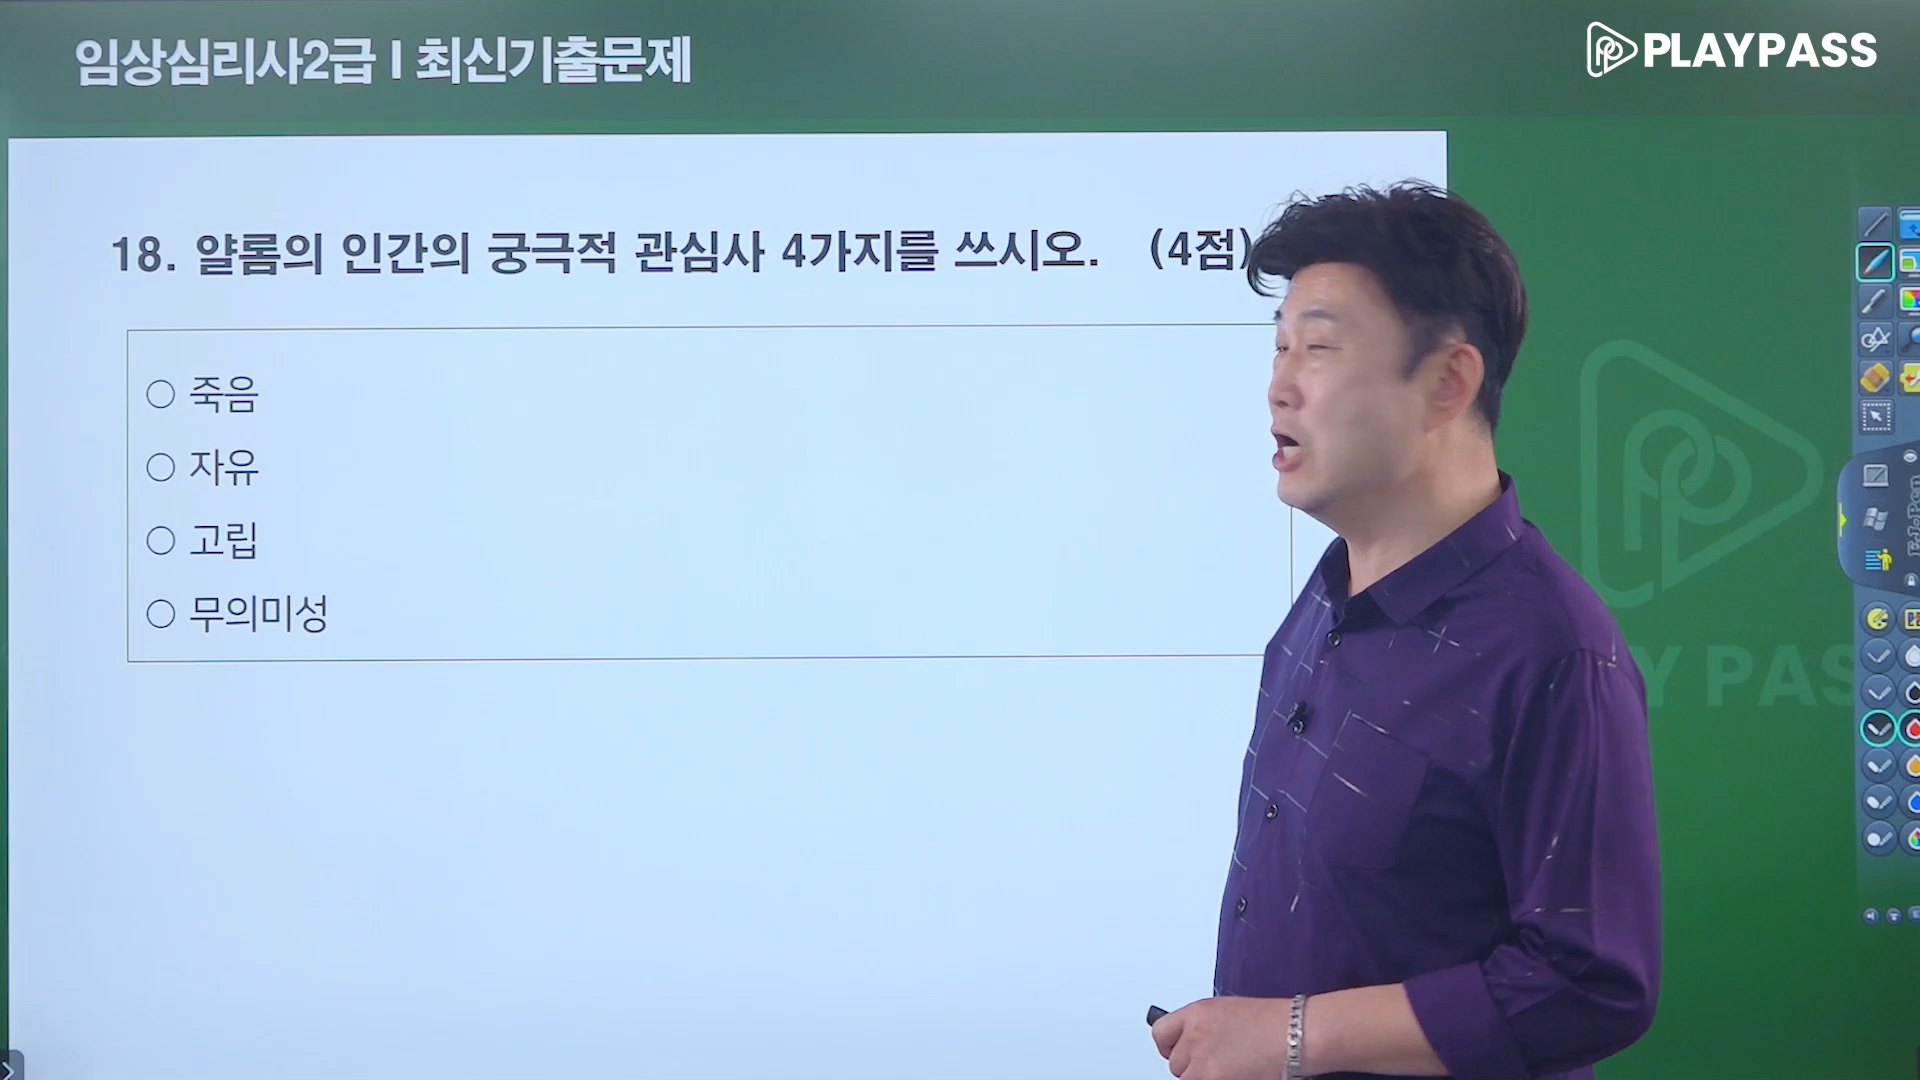 임상심리사2급 I 최신기출문제
PLAYPASS
18. 얄롬의 인간의 궁극적 관심사 4가지를 쓰시오. (4점)
○ 죽음
○ 자유
○ 고립
○ 무의미성
Y PASS